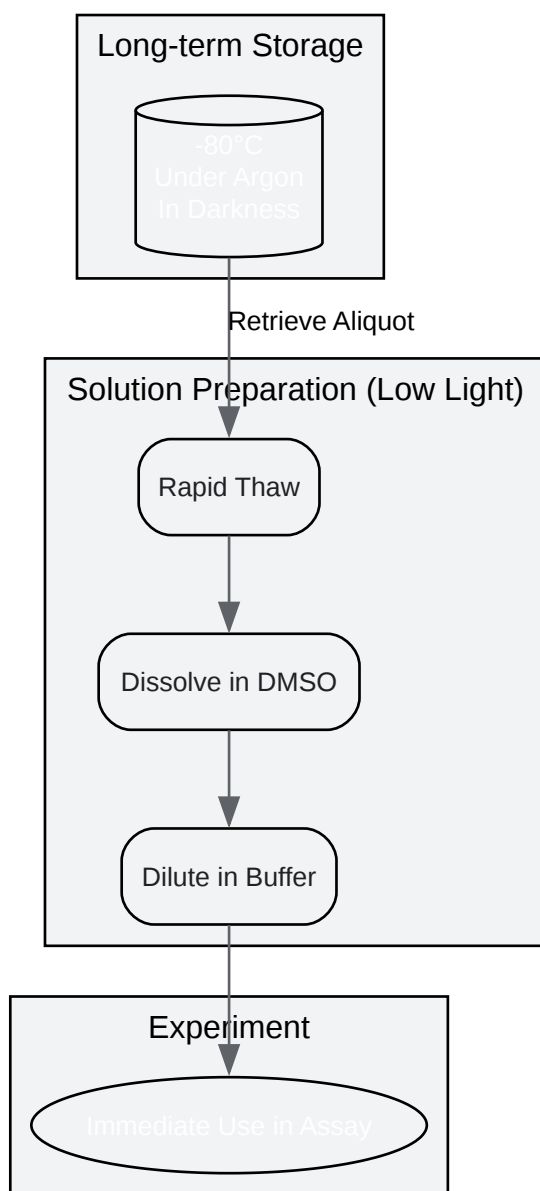 Long-term Storage
-80°C
Under Argon
In Darkness
Retrieve Aliquot
Solution Preparation (Low Light)
Rapid Thaw
Dissolve in DMSO
Dilute in Buffer
Experiment
Immediate Use in Assay